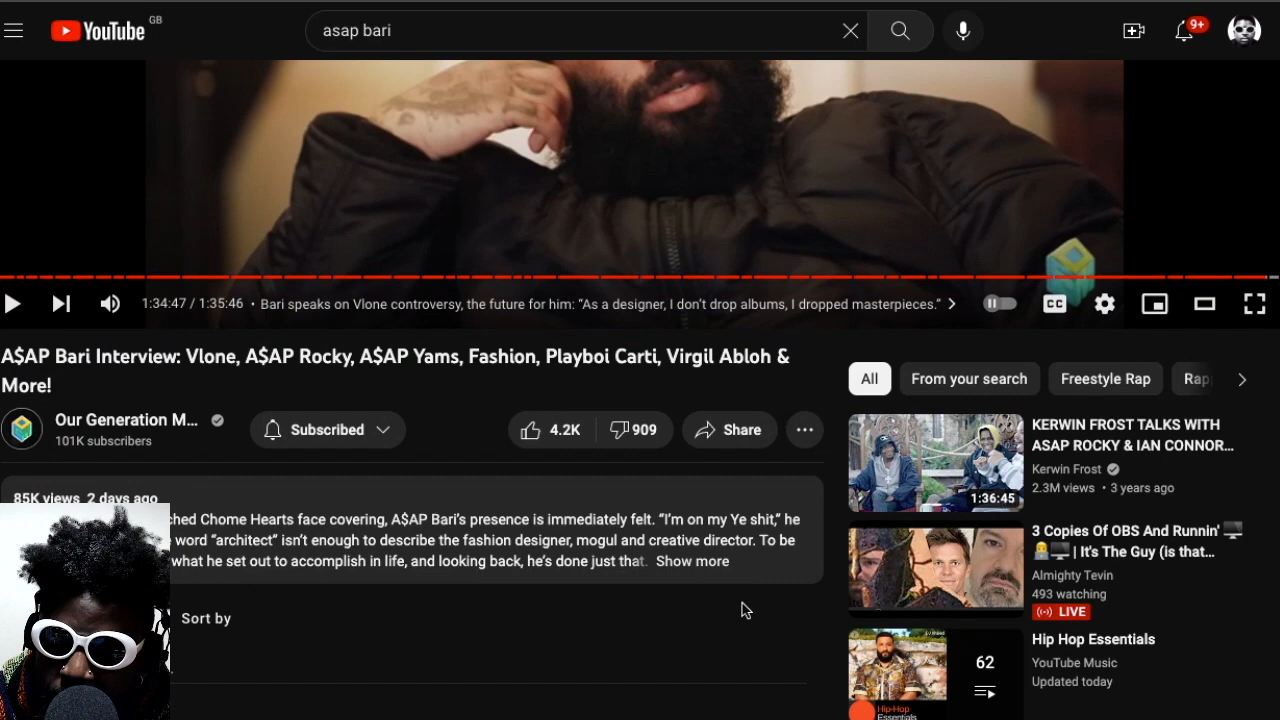 YouTube GB
asap bari
9+
1:34:47 / 1:35:46 • Bari speaks on Vlone controversy, the future for him: “As a designer, I don’t drop albums, I dropped masterpieces.”
CC
A$AP Bari Interview: Vlone, A$AP Rocky, A$AP Yams, Fashion, Playboi Carti, Virgil Abloh &
More!
Our Generation M...
101K subscribers
Subscribed
4.2K
909
Share
85K views 2 days ago
ched Chome Hearts face covering, A$AP Bari’s presence is immediately felt. “I’m on my Ye shit,” he
word “architect” isn’t enough to describe the fashion designer, mogul and creative director. To be
what he set out to accomplish in life, and looking back, he’s done just that. Show more
Sort by
All
From your search
Freestyle Rap
Rap
KERWIN FROST TALKS WITH
ASAP ROCKY & IAN CONNOR...
Kerwin Frost
2.3M views • 3 years ago
1:36:45
3 Copies Of OBS And Runnin'
| It's The Guy (is that...
Almighty Tevin
493 watching
LIVE
Hip Hop Essentials
YouTube Music
Updated today
62
Hip-Hop
Essentials